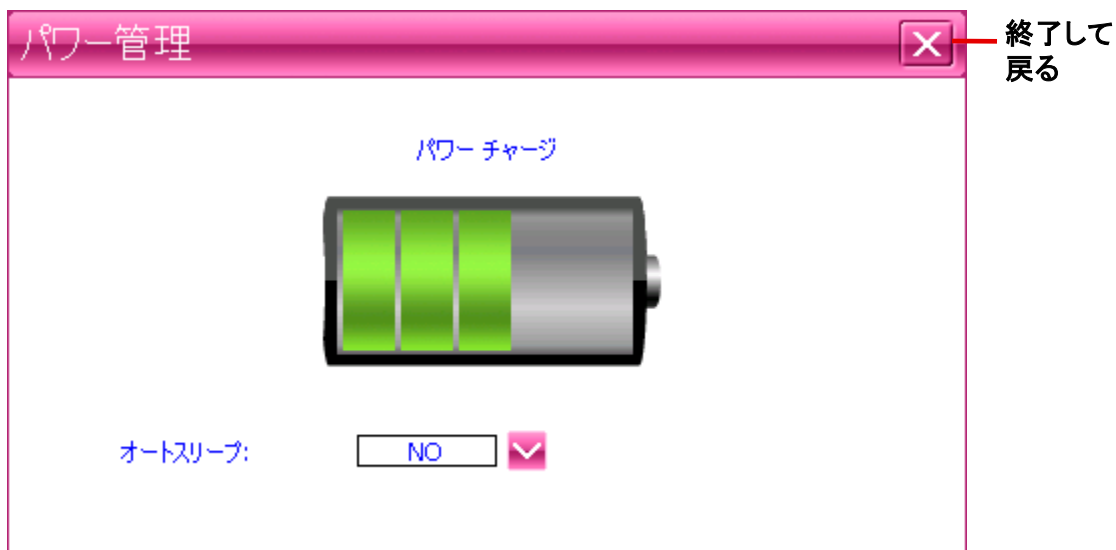 パワー管理
終了して
戻る
パワー チャージ
オートスリープ:
NO